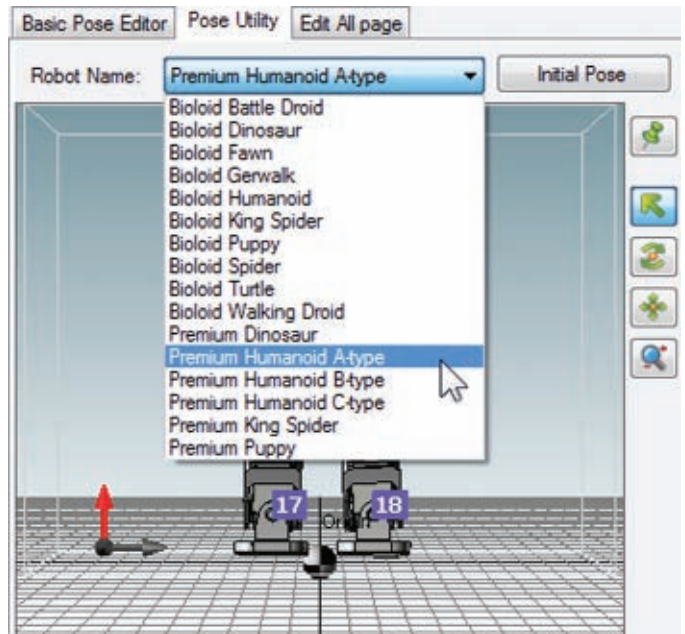 Basic Pose Editor Pose Utility Edit All page
Robot Name: Premium Humanoid A-type Initial Pose
Bioloid Battle Droid
Bioloid Dinosaur
Bioloid Fawn
Bioloid Gerwalk
Bioloid Humanoid
Bioloid King Spider
Bioloid Puppy
Bioloid Spider
Bioloid Turtle
Bioloid Walking Droid
Premium Dinosaur
Premium Humanoid A-type
Premium Humanoid B-type
Premium Humanoid C-type
Premium King Spider
Premium Puppy
17 18